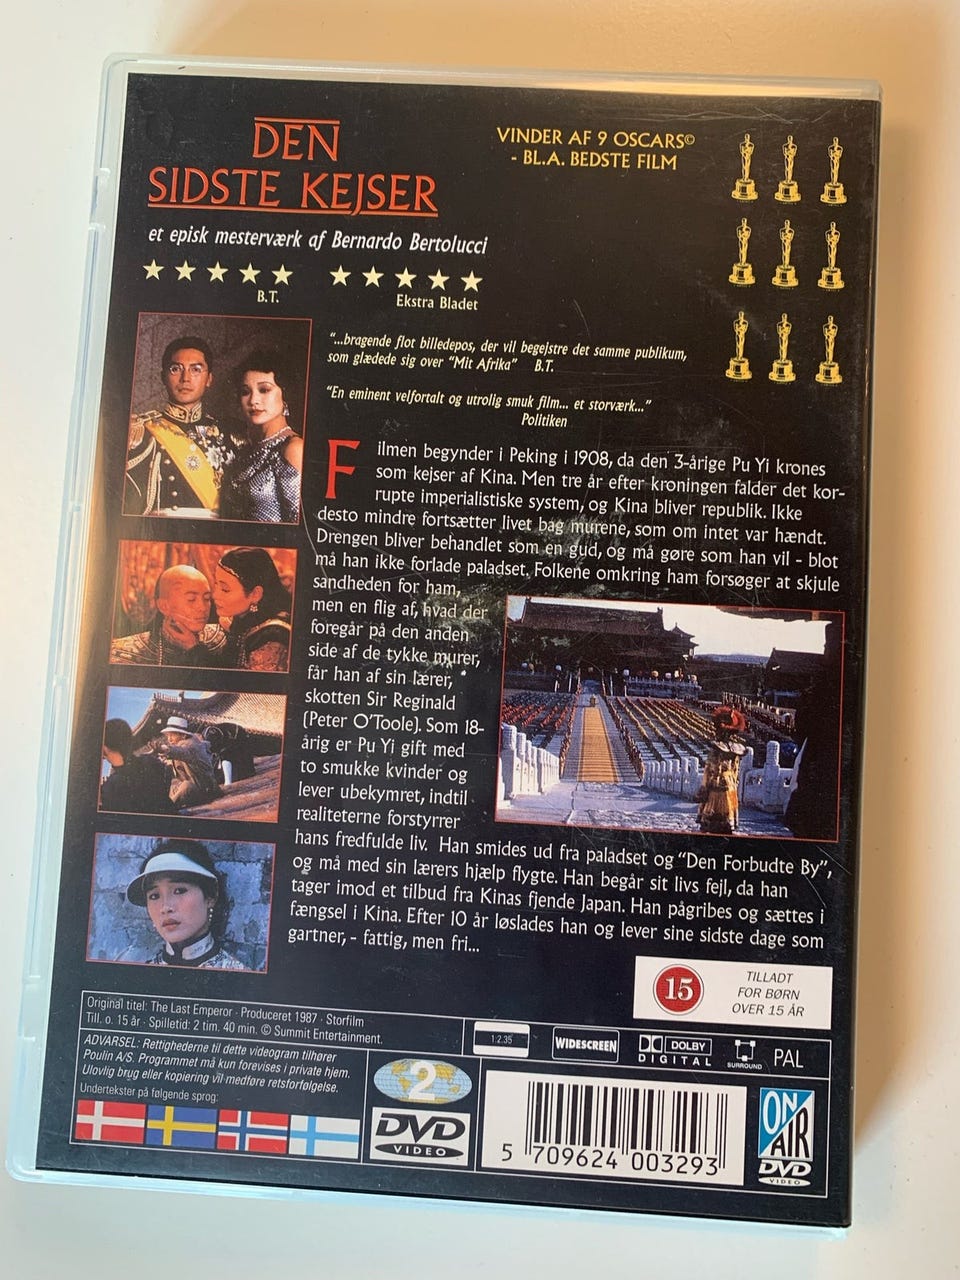 DEN
SIDSTE KEJSER
et episk mesterværk af Bernardo Bertolucci
B.T.
Ekstra Bladet
VINDER AF 9 OSCARS©
- BL.A. BEDSTE FILM
"...bragende flot billedepos, der vil begejstre det samme publikum,
som glædede sig over "Mit Afrika" B.T.
"En eminent velfortalt og utrolig smuk film... et storværk..."
Politiken
Filmen begynder i Peking i 1908, da den 3-årige Pu Yi krones
som kejser af Kina. Men tre år efter kroningen falder det kor-
rupte imperialistiske system, og Kina bliver republik. Ikke
desto mindre fortsætter livet bag murene, som om intet var hændt.
Drengen bliver behandlet som en gud, og må gøre som han vil - blot
må han ikke forlade paladset. Folkene omkring ham forsøger at skjule
sandheden for ham,
men en flig af, hvad der
foregår på den anden
side af de tykke murer,
får han af sin lærer,
skotten Sir Reginald
(Peter O'Toole). Som 18-
årig er Pu Yi gift med
to smukke kvinder og
lever ubekymret, indtil
realiteterne forstyrrer
hans fredfulde liv. Han smides ud fra paladset og "Den Forbudte By",
og må med sin lærers hjælp flygte. Han begår sit livs fejl, da han
tager imod et tilbud fra Kinas fjende Japan. Han pågribes og sættes i
fængsel i Kina. Efter 10 år løslades han og lever sine sidste dage som
gartner, - fattig, men fri...
15
TILLADT
FOR BØRN
OVER 15 ÅR
Original titel: The Last Emperor · Produceret 1987 · Storfilm
Till. o. 15 år · Spilletid: 2 tim. 40 min. © Summit Entertainment.
ADVARSEL: Rettighederne til dette videogram tilhører
Poulin A/S. Programmet må kun forevises i private hjem.
Ulovlig brug eller kopiering vil medføre retsforfølgelse.
Undertekster på følgende sprog:
1:2.35
WIDESCREEN
DOLBY
DIGITAL
SURROUND
PAL
2
DVD
VIDEO
5 709624 003293
ON
AIR
DVD
VIDEO